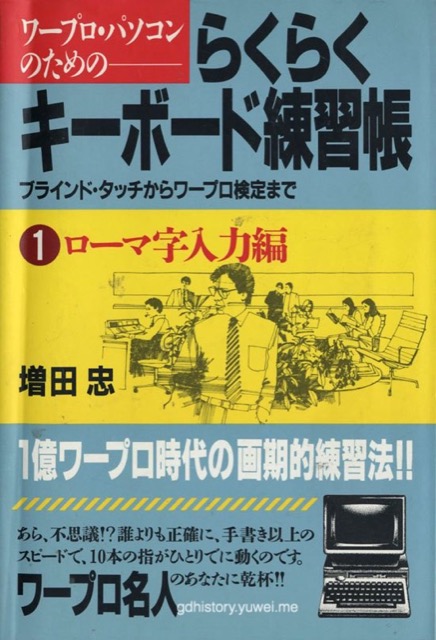 ワープロ・パソコン
のための――
らくらく
キーボード練習帳
ブラインド・タッチからワープロ検定まで
1ローマ字入力編
増田 忠
1億ワープロ時代の画期的練習法!!
あら、不思議!?誰よりも正確に、手書き以上の
スピードで、10本の指がひとりでに動くのです。
ワープロ名人のあなたに乾杯!!
gdhistory.yuwei.me